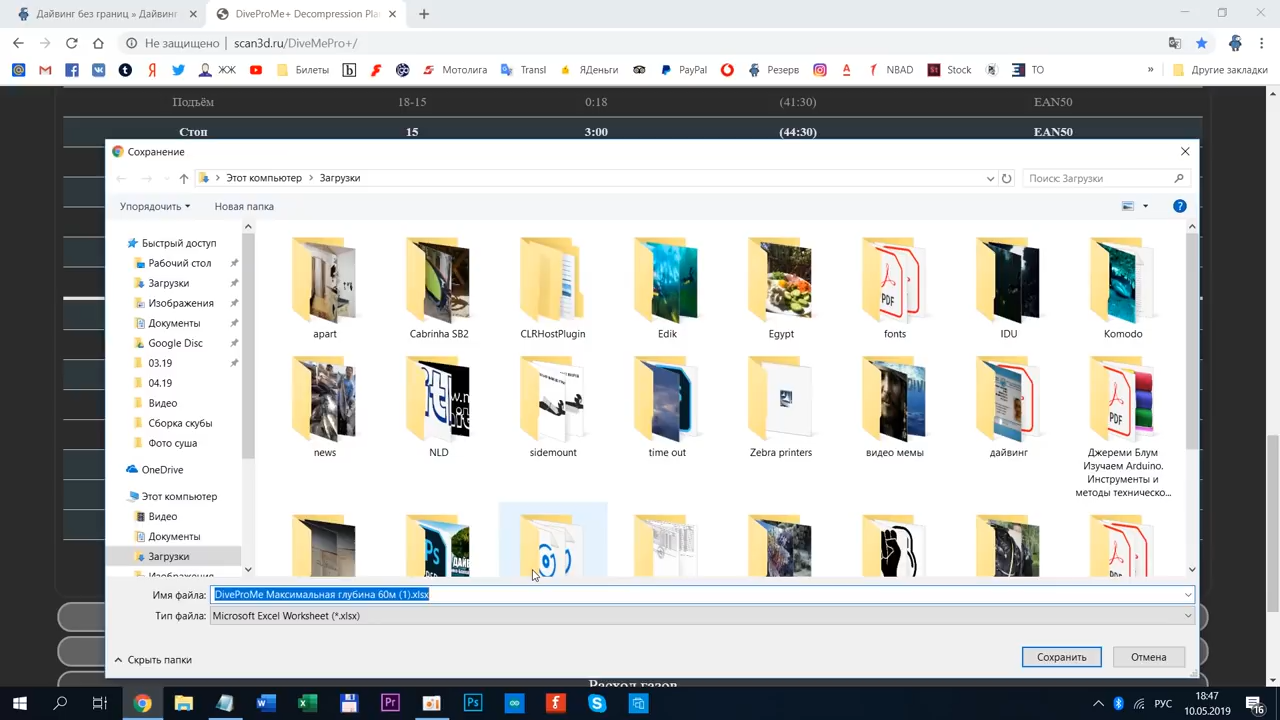 Дайвинг без границ » Дайвинг
DiveProMe+ Decompression Pla
Не защищено
scan3d.ru/DiveMePro+/
ЖЖ
Билеты
Мотолига
Transl
ЯДеньги
PayPal
Резерв
NBAD
Stock
ТО
»
Другие закладки
Подъём 18-15 0:18 (41:30) EAN50
Стоп 15 3:00 (44:30) EAN50
Сохранение
Этот компьютер
Загрузки
Поиск: Загрузки
Упорядочить
Новая папка
Быстрый доступ
Рабочий стол
Загрузки
Изображения
Документы
Google Disc
03.19
04.19
Видео
Сборка скубы
Фото суша
OneDrive
Этот компьютер
Видео
Документы
Загрузки
Изображения
apart
Cabrinha SB2
CLRHostPlugin
Edik
Egypt
fonts
IDU
Komodo
news
NLD
sidemount
time out
Zebra printers
видео мемы
дайвинг
Джереми Блум
Изучаем Arduino.
Инструменты и
методы техническо...
Имя файла:
DiveProMe Максимальная глубина 60м (1).xlsx
Тип файла:
Microsoft Excel Worksheet (*.xlsx)
Скрыть папки
Сохранить
Отмена
Расход газов
РУС
18:47
10.05.2019
16